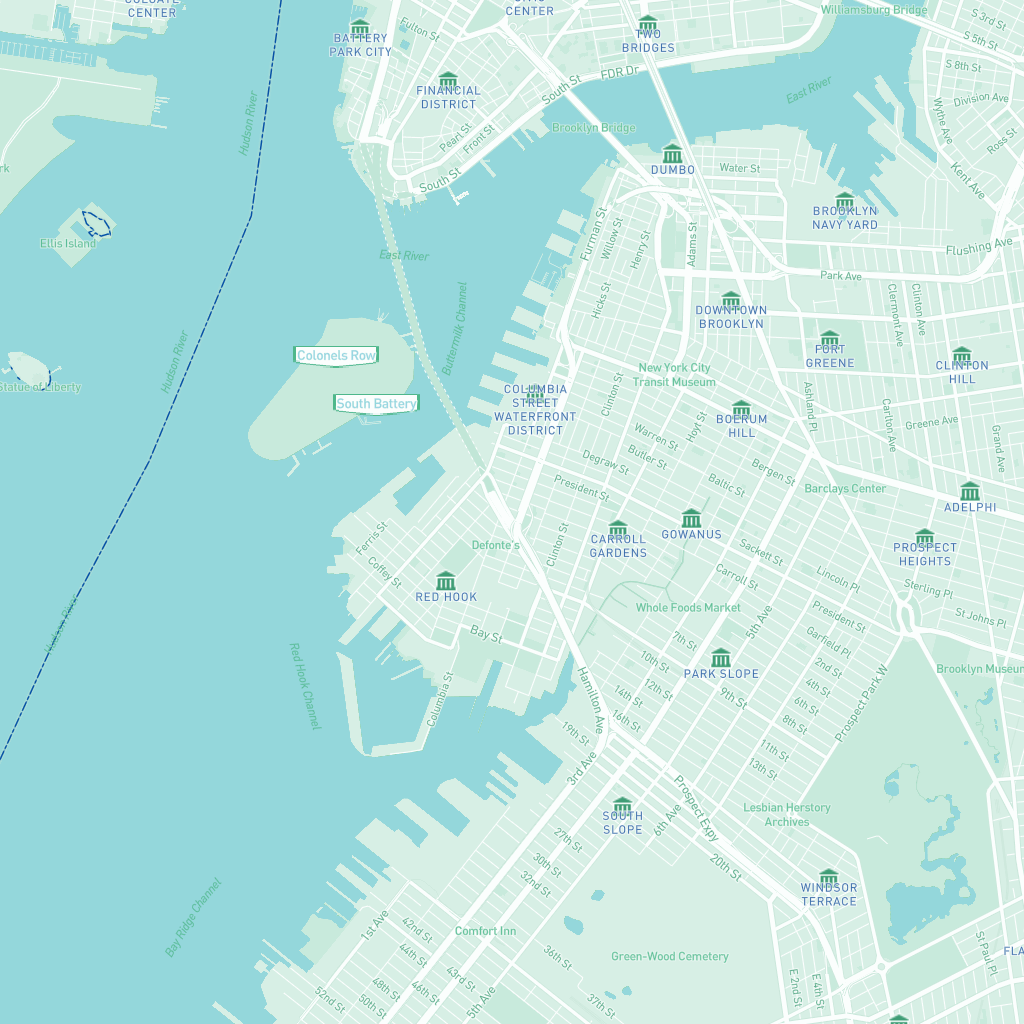 COLGATE
CENTER
CIVIC
CENTER
Williamsburg Bridge
Fulton St
BATTERY
PARK CITY
TWO
BRIDGES
S 3rd St
S 5th St
S 8th St
FDR Dr
South St
FINANCIAL
DISTRICT
East River
Division Ave
Wythe Ave
Ross St
Hudson River
Pearl St
Front St
Brooklyn Bridge
DUMBO
Water St
South St
Kent Ave
Ellis Island
BROOKLYN
NAVY YARD
Furman St
Willow St
Henry St
Adams St
Flushing Ave
East River
Park Ave
Hicks St
Buttermilk Channel
DOWNTOWN
BROOKLYN
Clermont Ave
Clinton Ave
Hudson River
Colonels Row
FORT
GREENE
CLINTON
HILL
New York City
Transit Museum
Statue of Liberty
South Battery
COLUMBIA
STREET
WATERFRONT
DISTRICT
Clinton St
Ashland Pl
BOERUM
HILL
Hoyt St
Carlton Ave
Greene Ave
Grand Ave
Warren St
Butler St
Degraw St
Bergen St
Baltic St
President St
Barclays Center
ADELPHI
Ferris St
Defonte's
Clinton St
CARROLL
GARDENS
GOWANUS
Sackett St
PROSPECT
HEIGHTS
Coffey St
RED HOOK
Carroll St
Lincoln Pl
Sterling Pl
St Johns Pl
Whole Foods Market
5th Ave
President St
Garfield Pl
Hudson River
Bay St
7th St
10th St
12th St
14th St
16th St
PARK SLOPE
9th St
2nd St
4th St
6th St
8th St
11th St
13th St
Prospect Park W
Brooklyn Museum
Red Hook Channel
Columbia St
Hamilton Ave
19th St
3rd Ave
Prospect Expy
SOUTH
SLOPE
6th Ave
Lesbian Herstory
Archives
27th St
30th St
32nd St
20th St
WINDSOR
TERRACE
Bay Ridge Channel
1st Ave
42nd St
44th St
46th St
48th St
50th St
52nd St
43rd St
Comfort Inn
5th Ave
36th St
37th St
Green-Wood Cemetery
E 2nd St
E 4th St
St Paul Pl